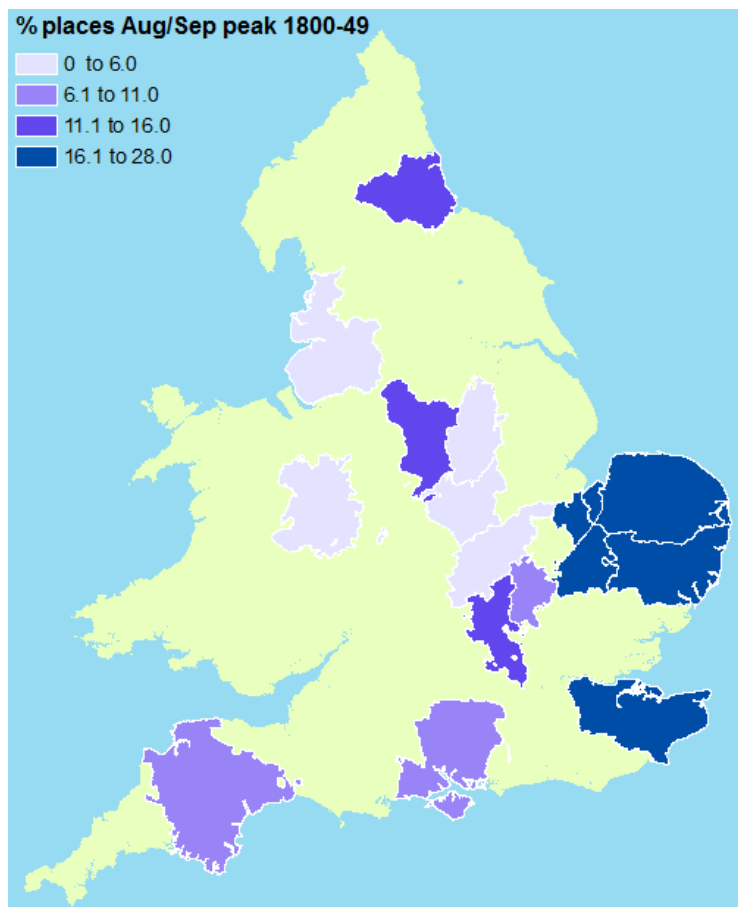 % places Aug/Sep peak 1800-49
0 to 6.0
6.1 to 11.0
11.1 to 16.0
16.1 to 28.0